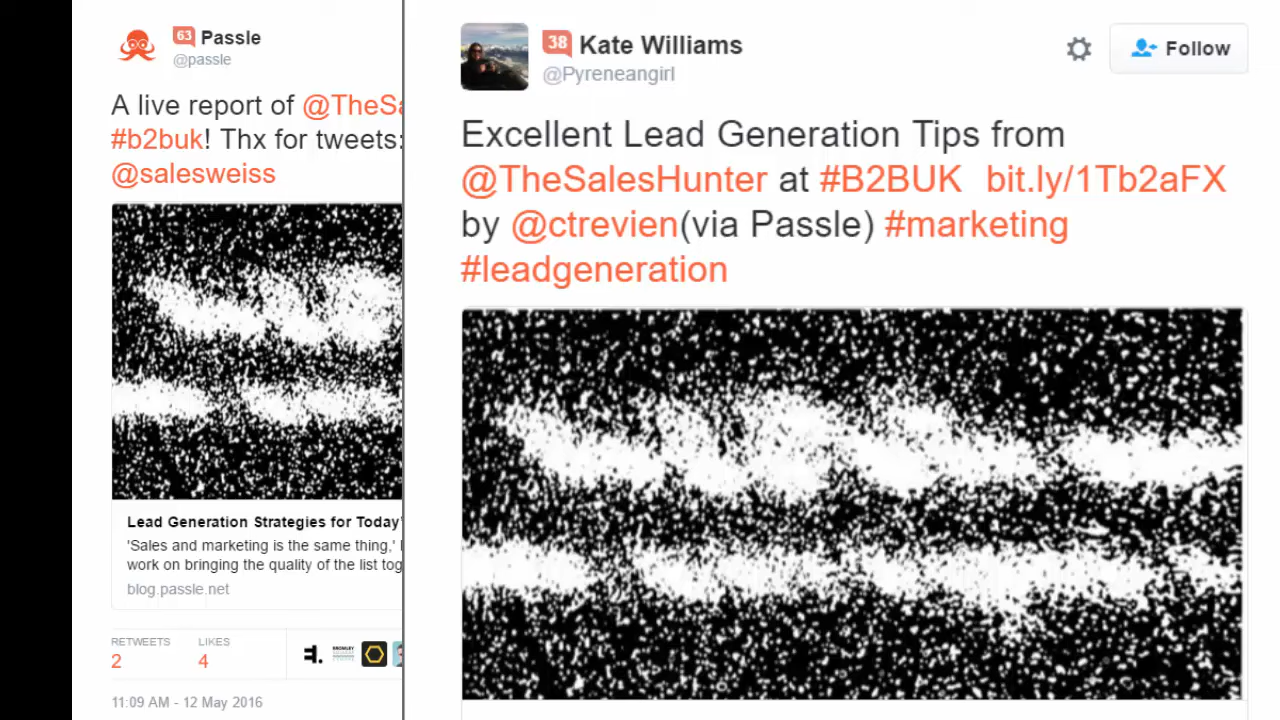 63 Passle
@passle
A live report of @TheSa
#b2buk! Thx for tweets:
@salesweiss
Lead Generation Strategies for Today'
'Sales and marketing is the same thing,'
work on bringing the quality of the list tog
blog.passle.net
RETWEETS LIKES
2 4
11:09 AM - 12 May 2016
38 Kate Williams
@Pyreneangirl
Follow
Excellent Lead Generation Tips from
@TheSalesHunter at #B2BUK bit.ly/1Tb2aFX
by @ctrevien(via Passle) #marketing
#leadgeneration